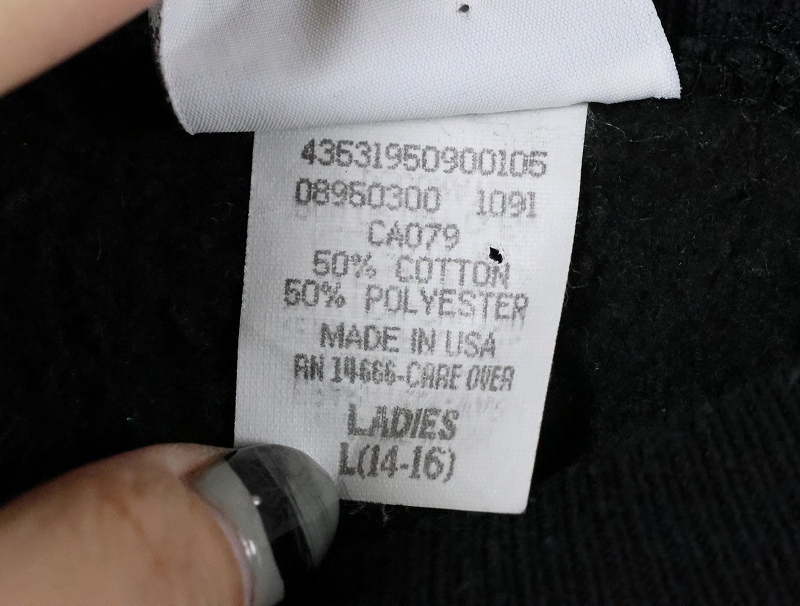 43531950900105
08950300 1091
CA079
50% COTTON
50% POLYESTER
MADE IN USA
RN 14666-CARE OVER
LADIES
L(14-16)